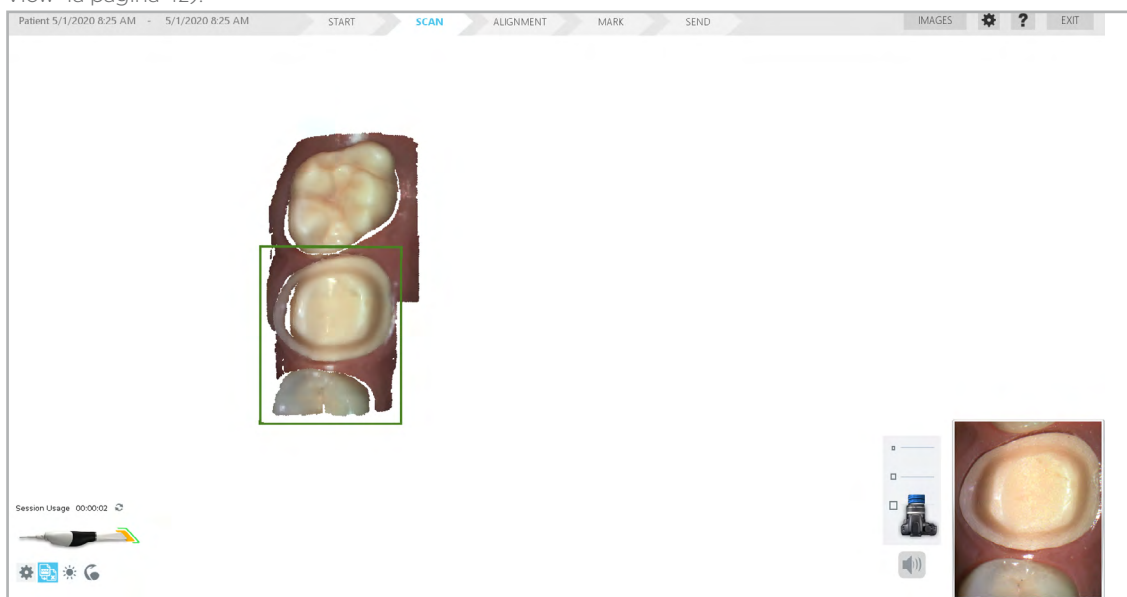 View" la pagina 429.
Patient 5/1/2020 8:25 AM - 5/1/2020 8:25 AM
START
SCAN
ALIGNMENT
MARK
SEND
IMAGES
?
EXIT
Session Usage 00:00:02